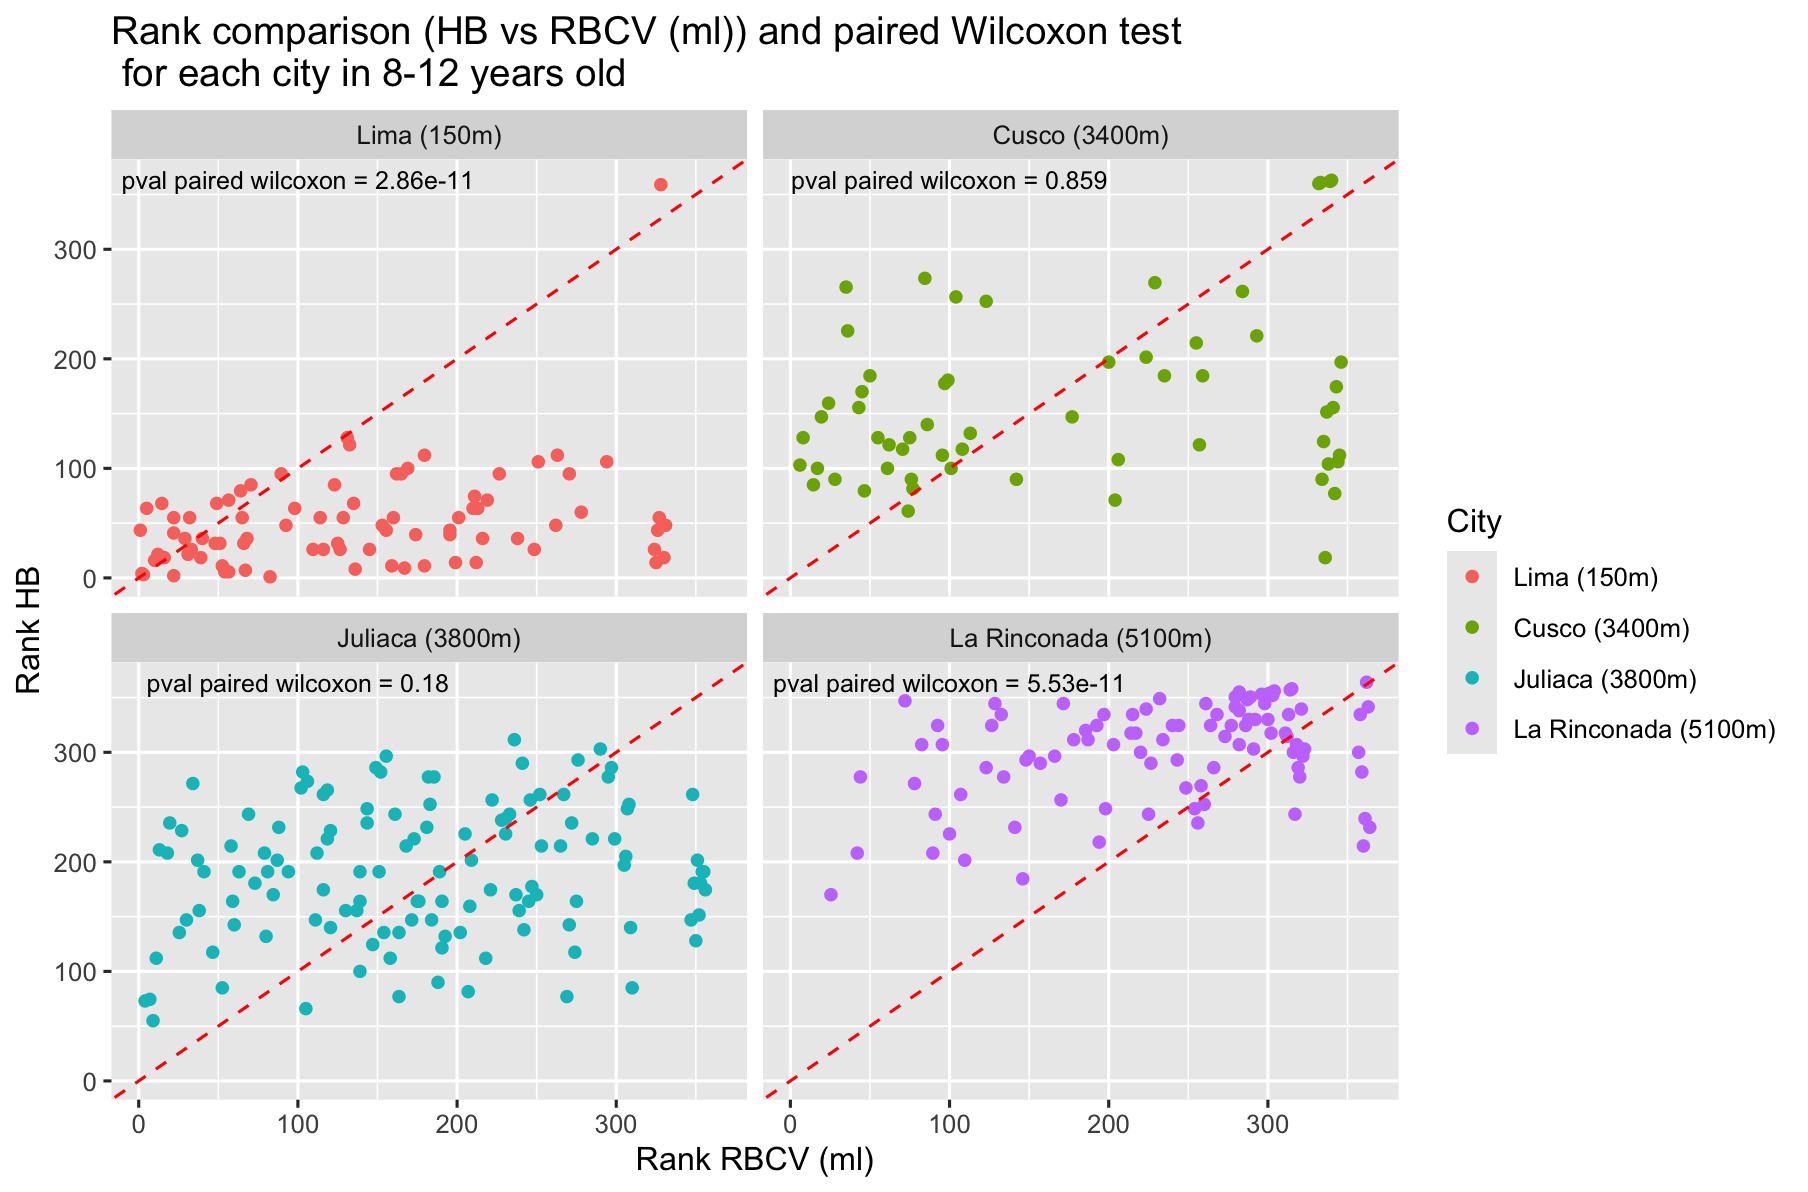 Rank comparison (HB vs RBCV (ml)) and paired Wilcoxon test
for each city in 8-12 years old
Lima (150m)
Cusco (3400m)
pval paired wilcoxon = 2.86e-11
pval paired wilcoxon = 0.859
300
200
100
0
Juliaca (3800m)
La Rinconada (5100m)
pval paired wilcoxon = 0.18
pval paired wilcoxon = 5.53e-11
300
200
100
0
0 100 200 300
0 100 200 300
Rank RBCV (ml)
Rank HB
City
Lima (150m)
Cusco (3400m)
Juliaca (3800m)
La Rinconada (5100m)